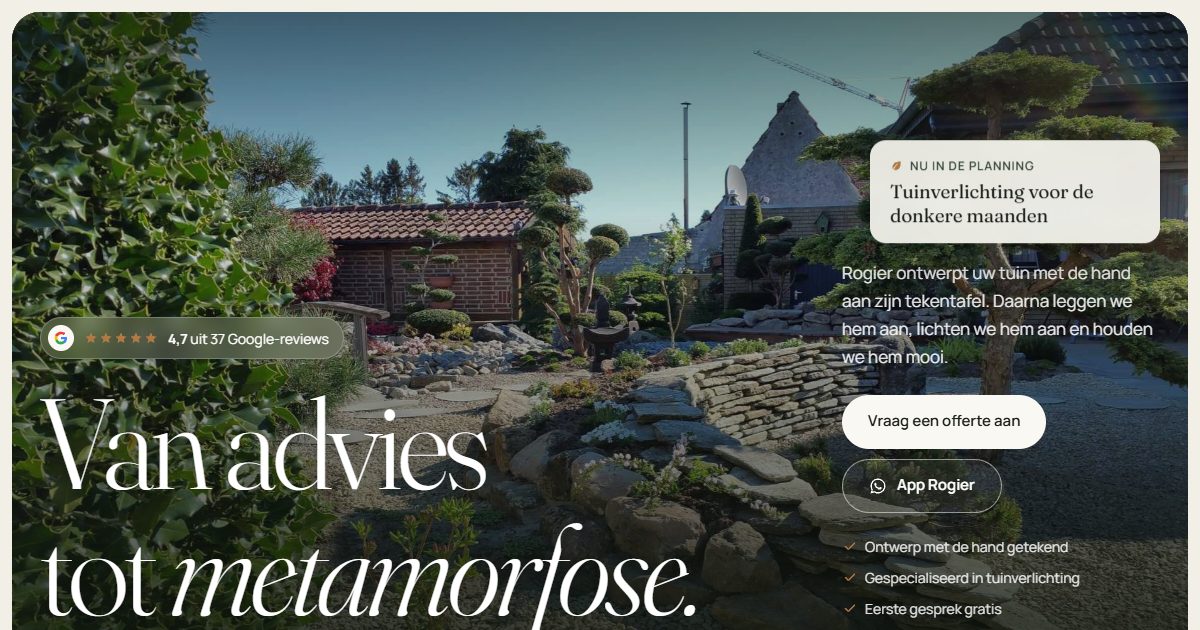 NU IN DE PLANNING
Tuinverlichting voor de
donkere maanden
Rogier ontwerpt uw tuin met de hand
aan zijn tekentafel. Daarna leggen we
hem aan, lichten we hem aan en houden
we hem mooi.
G 4,7 uit 37 Google-reviews
Van advies
tot metamorfose.
Vraag een offerte aan
App Rogier
Ontwerp met de hand getekend
Gespecialiseerd in tuinverlichting
Eerste gesprek gratis